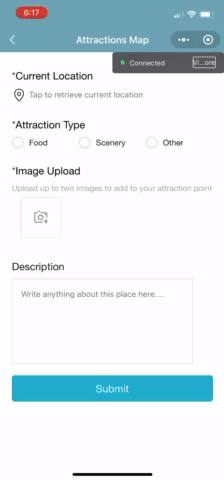 6:17
Attractions Map
Connected
Vi...ore
*Current Location
Tap to retrieve current location
*Attraction Type
Food
Scenery
Other
*Image Upload
Upload up to two images to add to your attraction point
Description
Write anything about this place here....
Submit